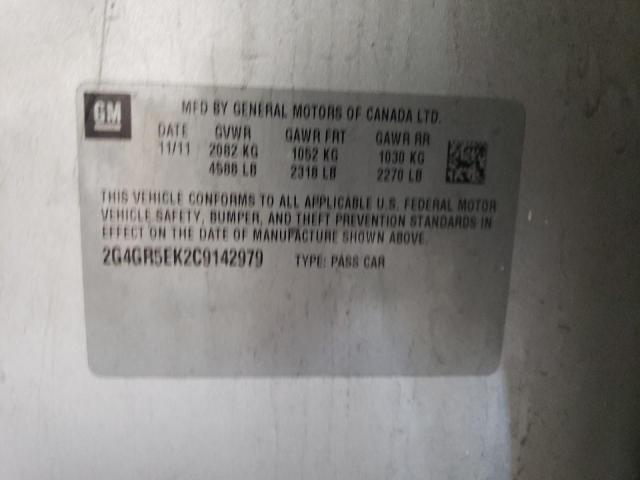 GM
MFD BY GENERAL MOTORS OF CANADA LTD.
DATE GVWR GAWR FRT GAWR RR
11/11 2082 KG 1052 KG 1030 KG
4588 LB 2318 LB 2270 LB
THIS VEHICLE CONFORMS TO ALL APPLICABLE U.S. FEDERAL MOTOR
VEHICLE SAFETY, BUMPER, AND THEFT PREVENTION STANDARDS IN
EFFECT ON THE DATE OF MANUFACTURE SHOWN ABOVE.
2G4GR5EK2C9142979 TYPE: PASS CAR